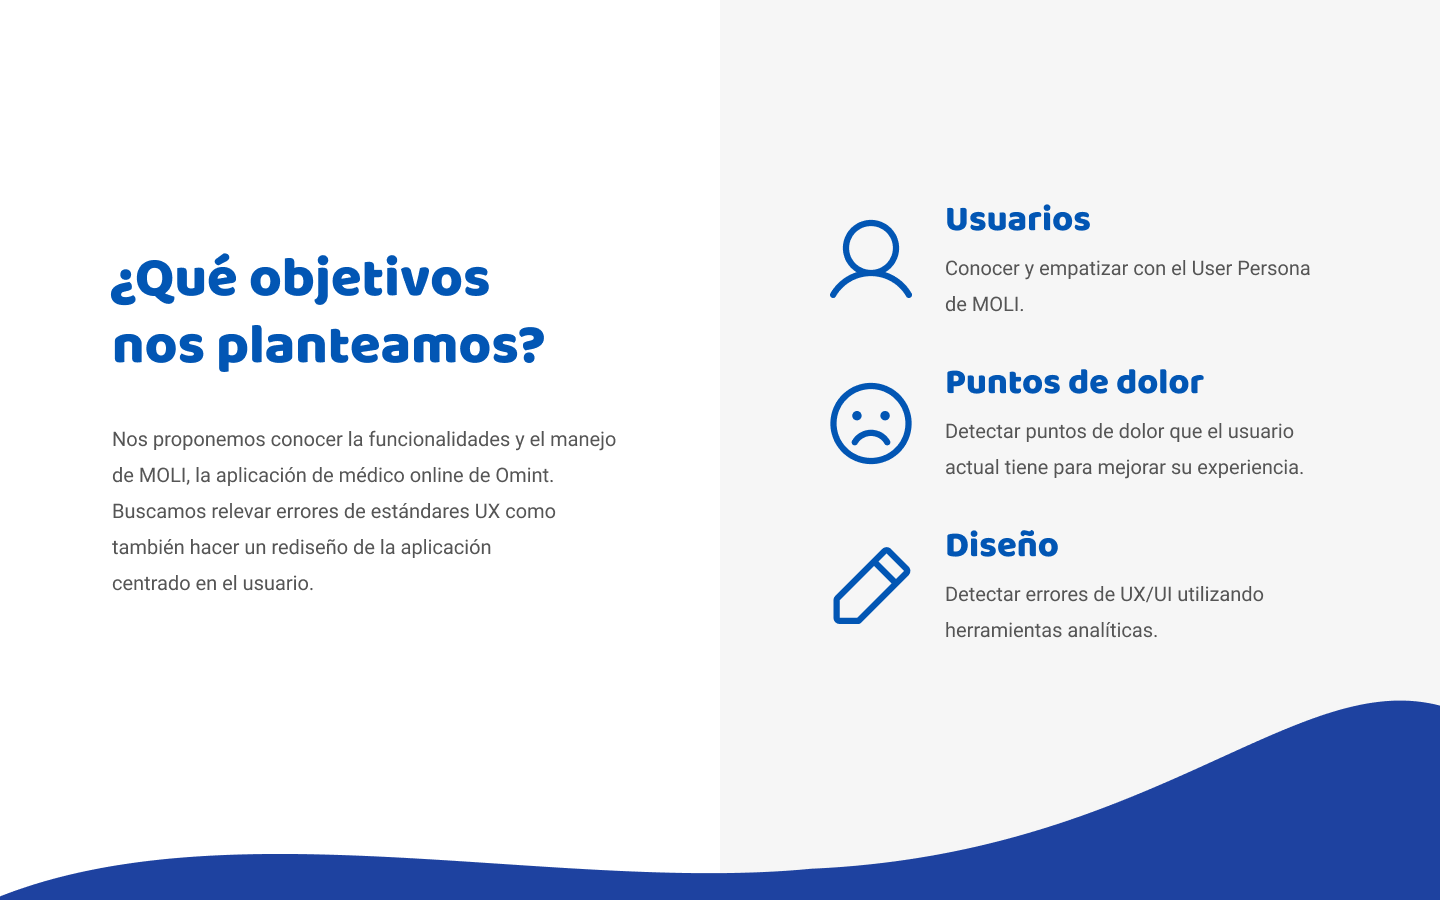 ¿Qué objetivos
nos planteamos?
Nos proponemos conocer la funcionalidades y el manejo
de MOLI, la aplicación de médico online de Omint.
Buscamos relevar errores de estándares UX como
también hacer un rediseño de la aplicación
centrado en el usuario.
Usuarios
Conocer y empatizar con el User Persona
de MOLI.
Puntos de dolor
Detectar puntos de dolor que el usuario
actual tiene para mejorar su experiencia.
Diseño
Detectar errores de UX/UI utilizando
herramientas analíticas.